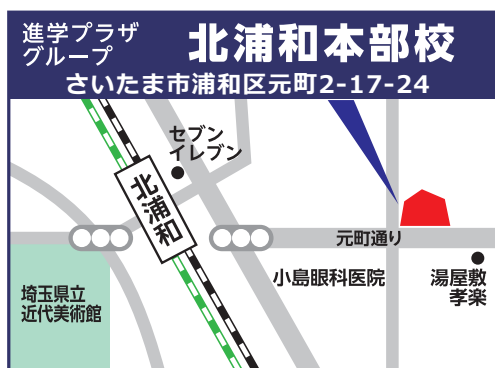 進学プラザ
グループ
北浦和本部校
さいたま市浦和区元町2-17-24
セブン
イレブン
北浦和
元町通り
小島眼科医院
湯屋敷
孝楽
埼玉県立
近代美術館